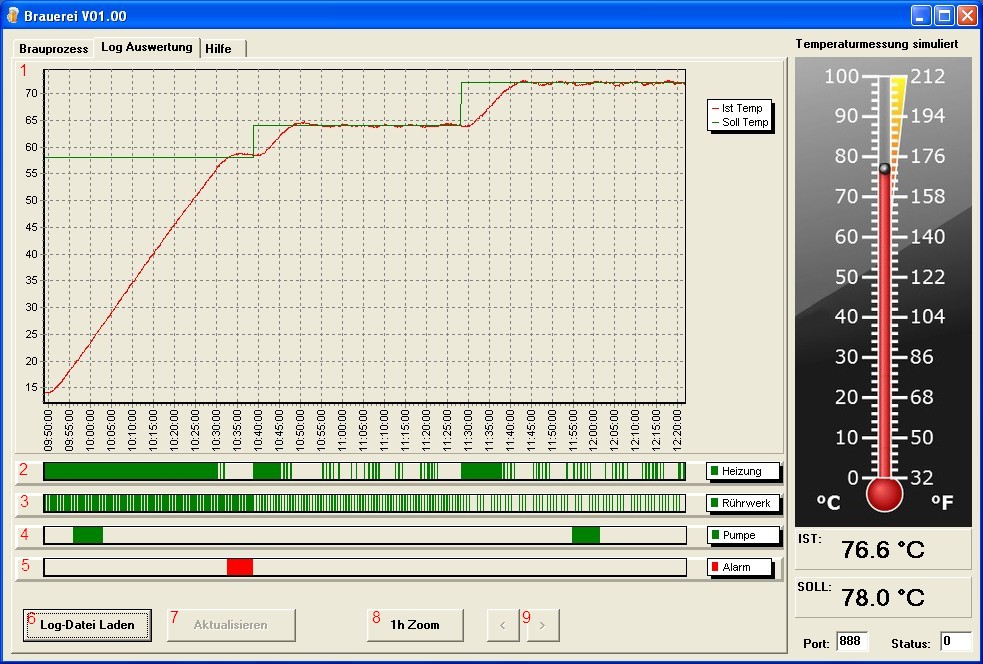 Brauerei V01.00
Brauprozess Log Auswertung Hilfe
Temperaturmessung simuliert
1
70
65
60
55
50
45
40
35
30
25
20
15
Ist Temp
Soll Temp
09:50:00 09:55:00 10:00:00 10:05:00 10:10:00 10:15:00 10:20:00 10:25:00 10:30:00 10:35:00 10:40:00 10:45:00 10:50:00 10:55:00 11:00:00 11:05:00 11:10:00 11:15:00 11:20:00 11:25:00 11:30:00 11:35:00 11:40:00 11:45:00 11:50:00 11:55:00 12:00:00 12:05:00 12:10:00 12:15:00 12:20:00
2 Heizung
3 Rührwerk
4 Pumpe
5 Alarm
6 Log-Datei Laden
7 Aktualisieren
8 1h Zoom
< 9 >
100 212
90 194
80 176
70 158
60 140
50 122
40 104
30 86
20 68
10 50
0 32
°C °F
IST: 76.6 °C
SOLL: 78.0 °C
Port: 888 Status: 0